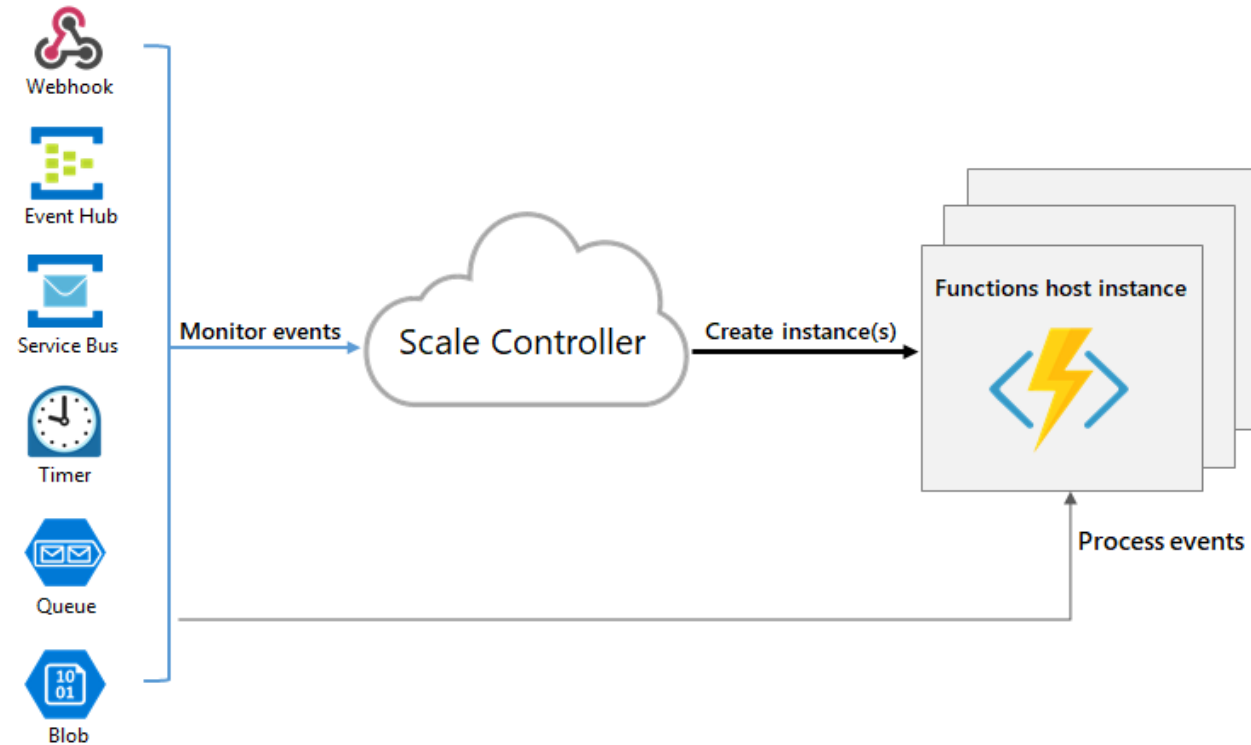 Webhook
Event Hub
Service Bus
Timer
Queue
10
01
Blob
Monitor events
Scale Controller
Create instance(s)
Functions host instance
Process events